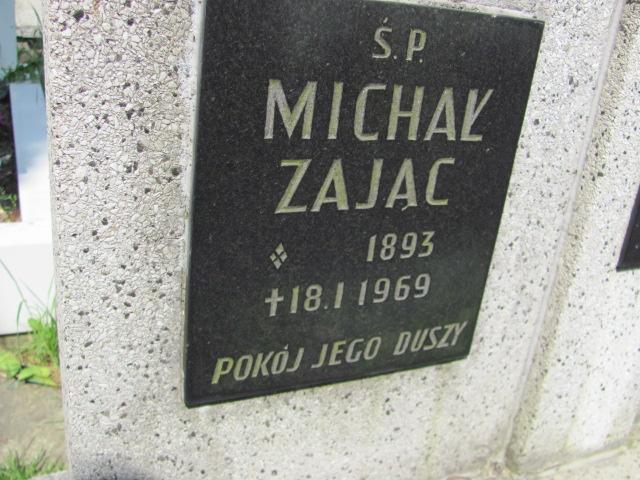 Ś.P.
MICHAŁ
ZAJĄC
1893
✝18.I 1969
POKÓJ JEGO DUSZY